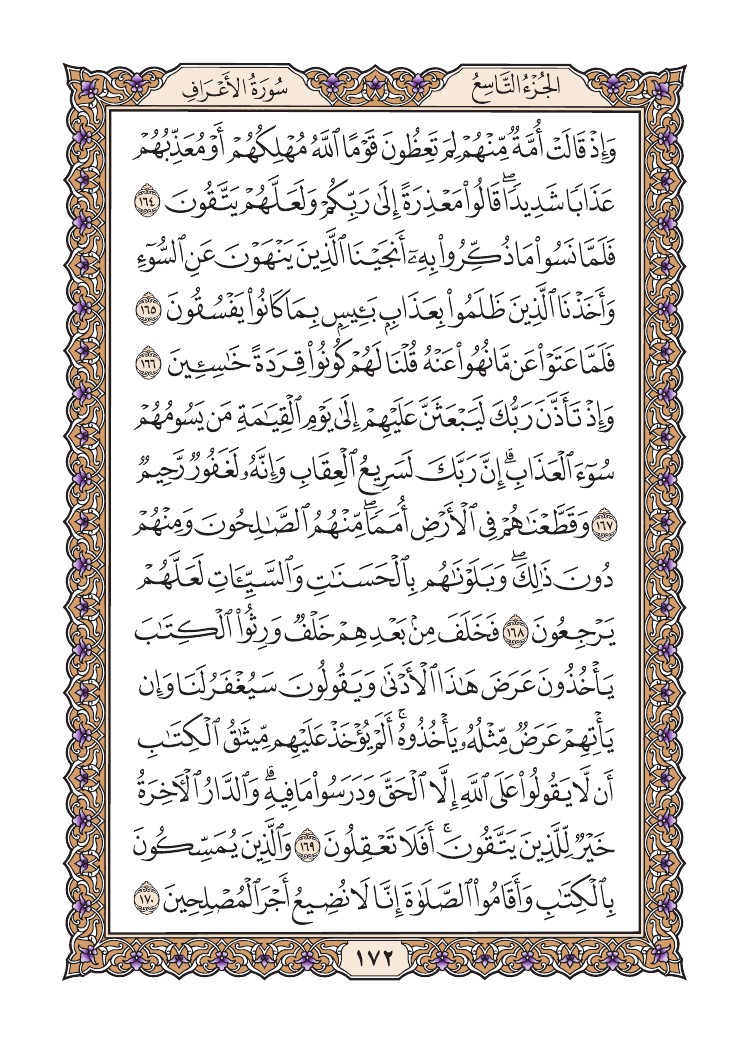 الجُزْءُ التَّاسِعُ
سُورَةُ الأَعْرَافِ
وَإِذْ قَالَتْ أُمَّةٌ مِّنْهُمْ لِمَ تَعِظُونَ قَوْمًا ٱللَّهُ مُهْلِكُهُمْ أَوْ مُعَذِّبُهُمْ
عَذَابًا شَدِيدًاۖ قَالُوا۟ مَعْذِرَةً إِلَىٰ رَبِّكُمْ وَلَعَلَّهُمْ يَتَّقُونَ ١٦٤
فَلَمَّا نَسُوا۟ مَا ذُكِّرُوا۟ بِهِۦٓ أَنجَيْنَا ٱلَّذِينَ يَنْهَوْنَ عَنِ ٱلسُّوٓءِ
وَأَخَذْنَا ٱلَّذِينَ ظَلَمُوا۟ بِعَذَابٍۭ بَـِٔيسٍۭ بِمَا كَانُوا۟ يَفْسُقُونَ ١٦٥
فَلَمَّا عَتَوْا۟ عَن مَّا نُهُوا۟ عَنْهُ قُلْنَا لَهُمْ كُونُوا۟ قِرَدَةً خَـٰسِـِٔينَ ١٦٦
وَإِذْ تَأَذَّنَ رَبُّكَ لَيَبْعَثَنَّ عَلَيْهِمْ إِلَىٰ يَوْمِ ٱلْقِيَـٰمَةِ مَن يَسُومُهُمْ
سُوٓءَ ٱلْعَذَابِۗ إِنَّ رَبَّكَ لَسَرِيعُ ٱلْعِقَابِ وَإِنَّهُۥ لَغَفُورٌ رَّحِيمٌ
١٦٧ وَقَطَّعْنَـٰهُمْ فِى ٱلْأَرْضِ أُمَمًاۖ مِّنْهُمُ ٱلصَّـٰلِحُونَ وَمِنْهُمْ
دُونَ ذَٰلِكَۖ وَبَلَوْنَـٰهُم بِٱلْحَسَنَـٰتِ وَٱلسَّيِّـَٔاتِ لَعَلَّهُمْ
يَرْجِعُونَ ١٦٨ فَخَلَفَ مِنۢ بَعْدِهِمْ خَلْفٌ وَرِثُوا۟ ٱلْكِتَـٰبَ
يَأْخُذُونَ عَرَضَ هَـٰذَا ٱلْأَدْنَىٰ وَيَقُولُونَ سَيُغْفَرُ لَنَا وَإِن
يَأْتِهِمْ عَرَضٌ مِّثْلُهُۥ يَأْخُذُوهُۚ أَلَمْ يُؤْخَذْ عَلَيْهِم مِّيثَـٰقُ ٱلْكِتَـٰبِ
أَن لَّا يَقُولُوا۟ عَلَى ٱللَّهِ إِلَّا ٱلْحَقَّ وَدَرَسُوا۟ مَا فِيهِۗ وَٱلدَّارُ ٱلْـَٔاخِرَةُ
خَيْرٌ لِّلَّذِينَ يَتَّقُونَۚ أَفَلَا تَعْقِلُونَ ١٦٩ وَٱلَّذِينَ يُمَسِّكُونَ
بِٱلْكِتَـٰبِ وَأَقَامُوا۟ ٱلصَّلَوٰةَ إِنَّا لَا نُضِيعُ أَجْرَ ٱلْمُصْلِحِينَ ١٧٠
١٧٢